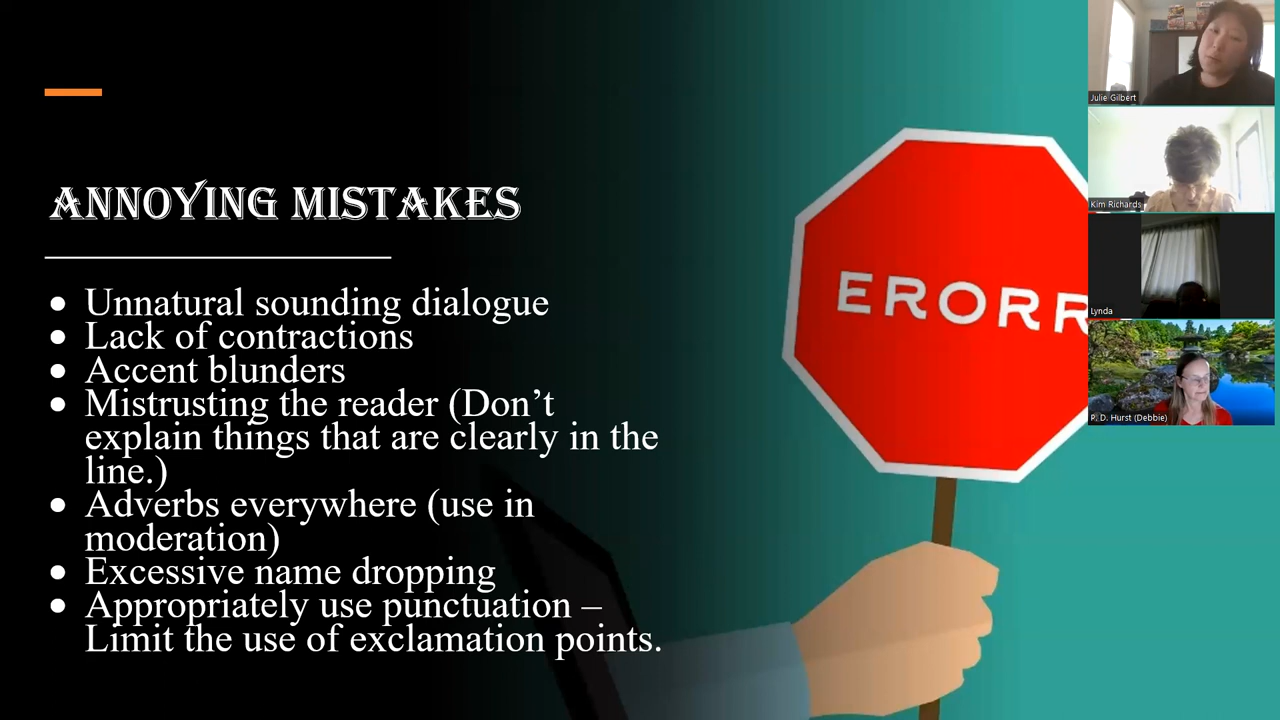 ANNOYING MISTAKES
• Unnatural sounding dialogue
• Lack of contractions
• Accent blunders
• Mistrusting the reader (Don’t
explain things that are clearly in the
line.)
• Adverbs everywhere (use in
moderation)
• Excessive name dropping
• Appropriately use punctuation –
Limit the use of exclamation points.
ERORR
Julie Gilbert
Kim Richards
Lynda
P. D. Hurst (Debbie)